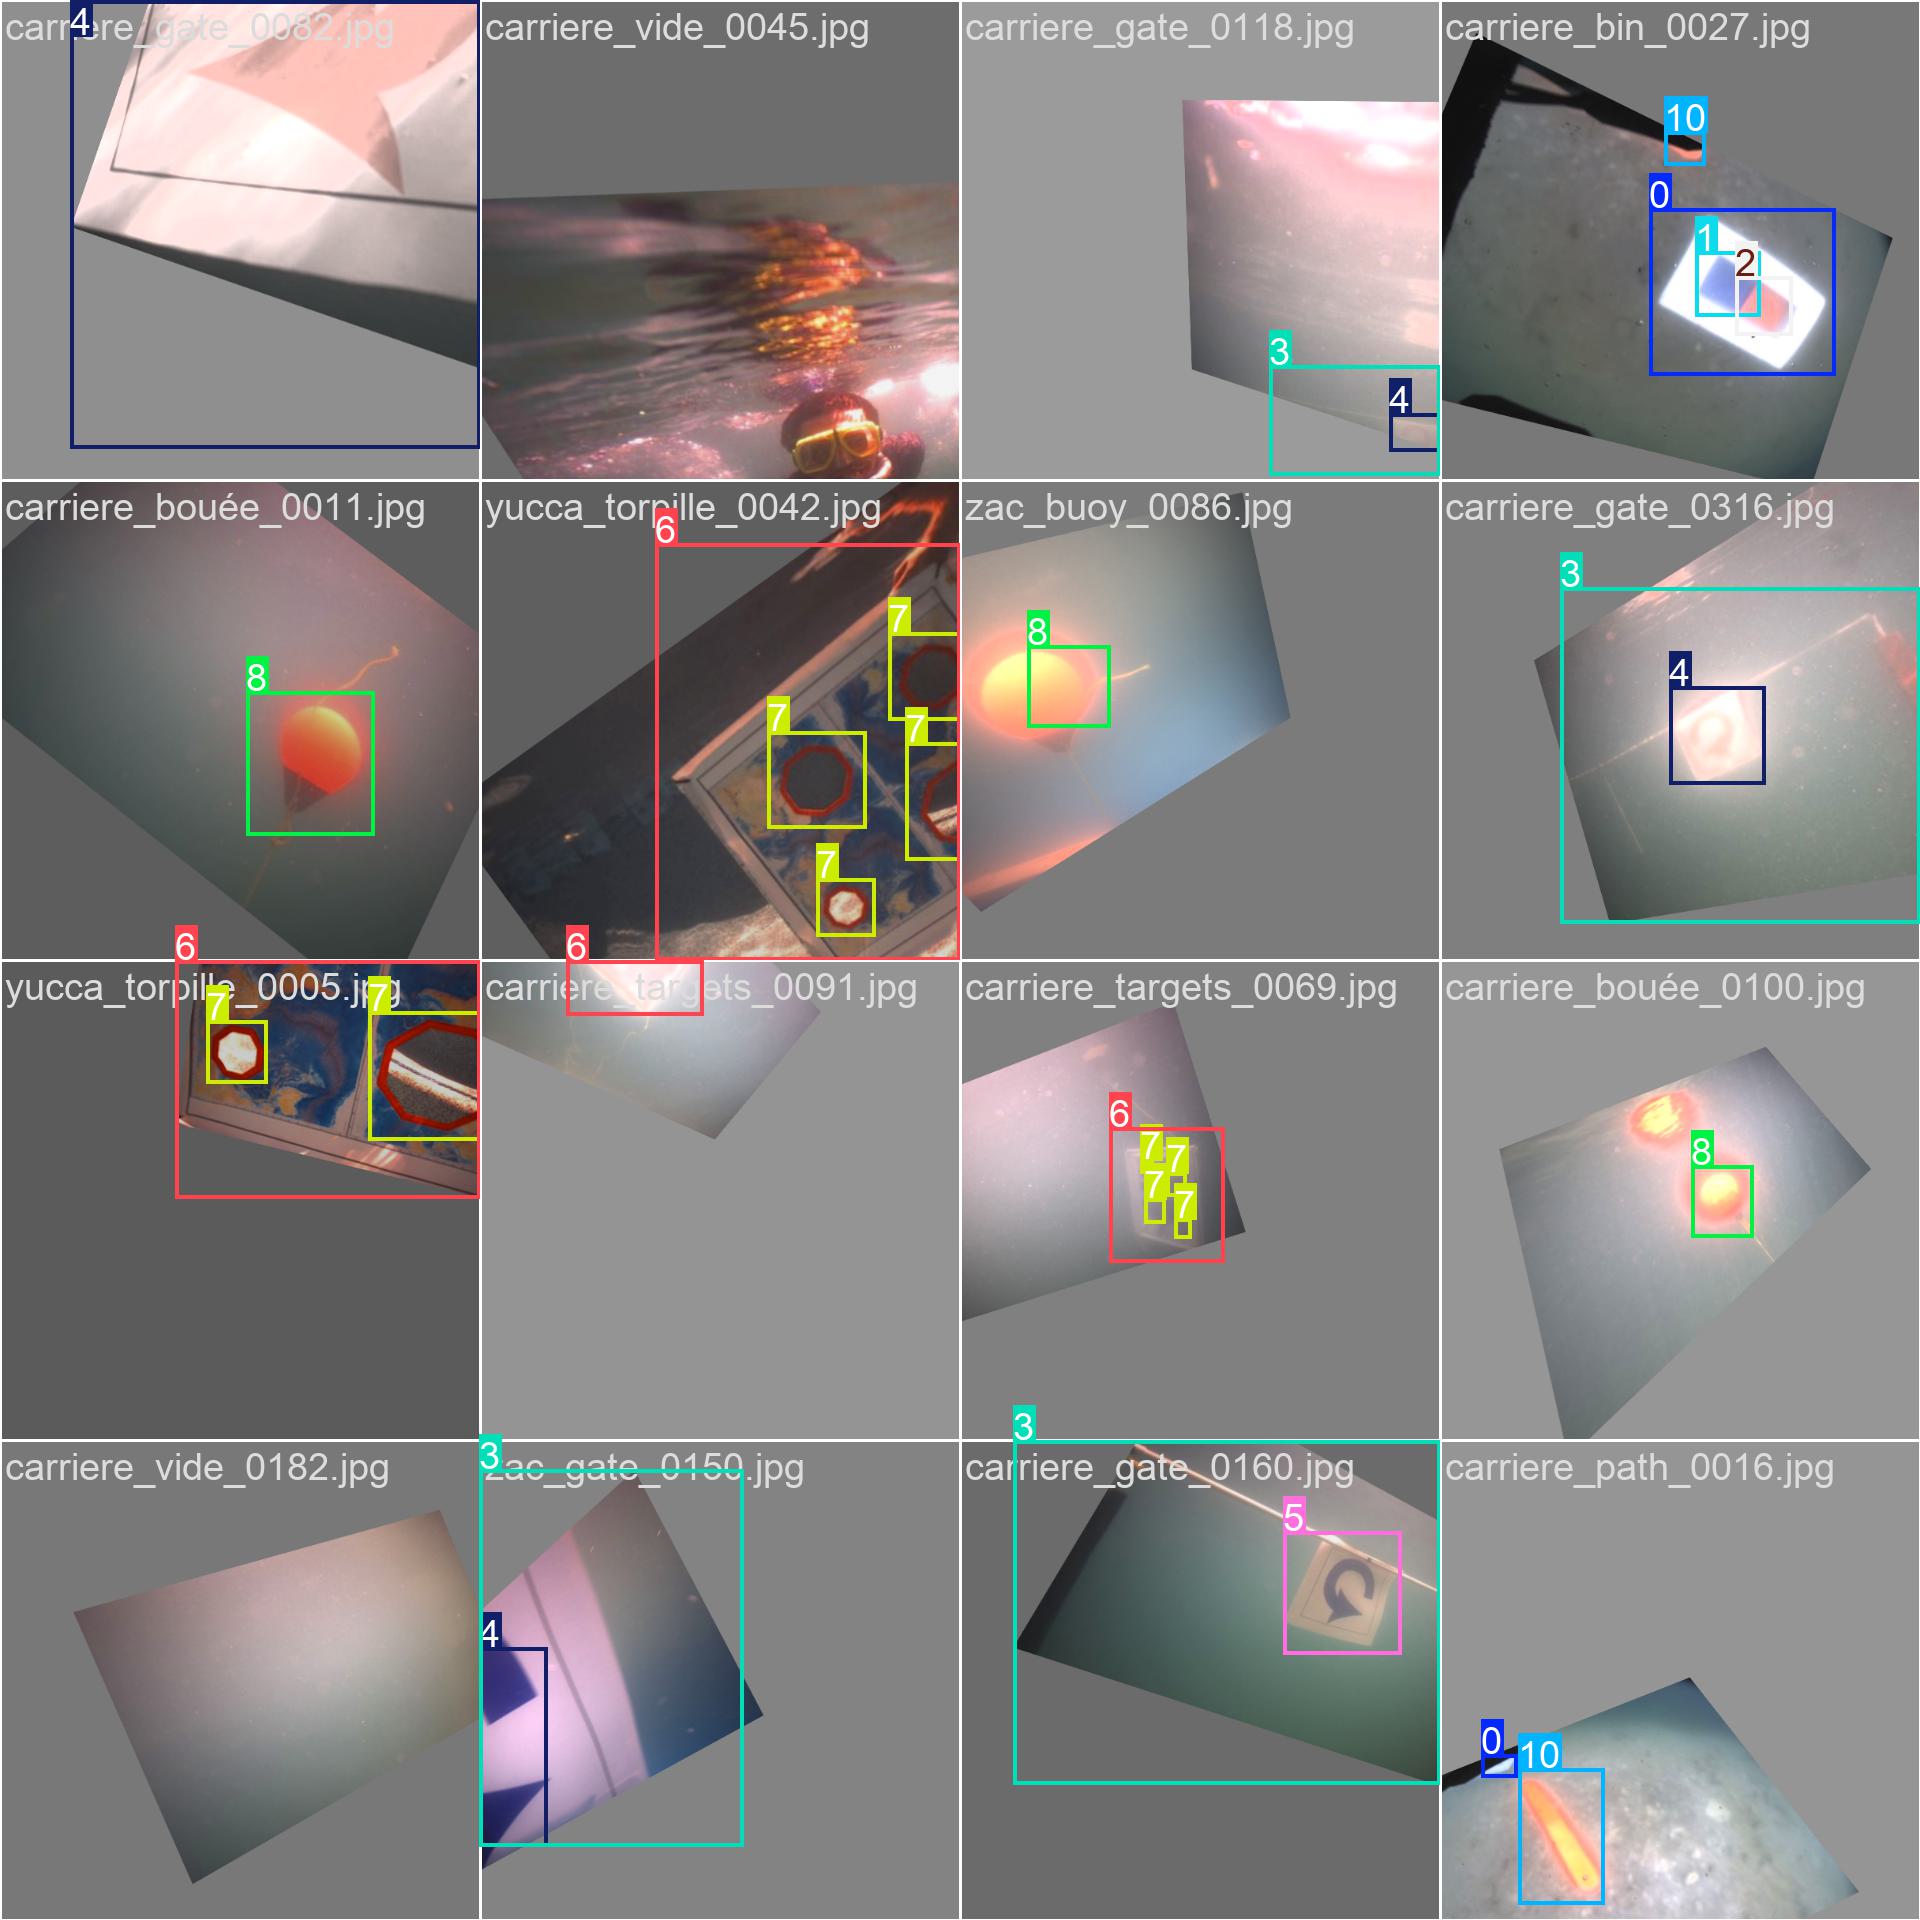 carriere_gate_0082.jpg
4
carriere_vide_0045.jpg
carriere_gate_0118.jpg
3
4
carriere_bin_0027.jpg
10
0
1
2
carriere_bouée_0011.jpg
8
yucca_torpille_0042.jpg
6
7
7
7
7
zac_buoy_0086.jpg
8
carriere_gate_0316.jpg
3
4
yucca_torpille_0005.jpg
6
7
7
carriere_targets_0091.jpg
6
carriere_targets_0069.jpg
6
7
7
7
7
carriere_bouée_0100.jpg
8
carriere_vide_0182.jpg
zac_gate_0150.jpg
3
4
carriere_gate_0160.jpg
3
5
carriere_path_0016.jpg
0
10